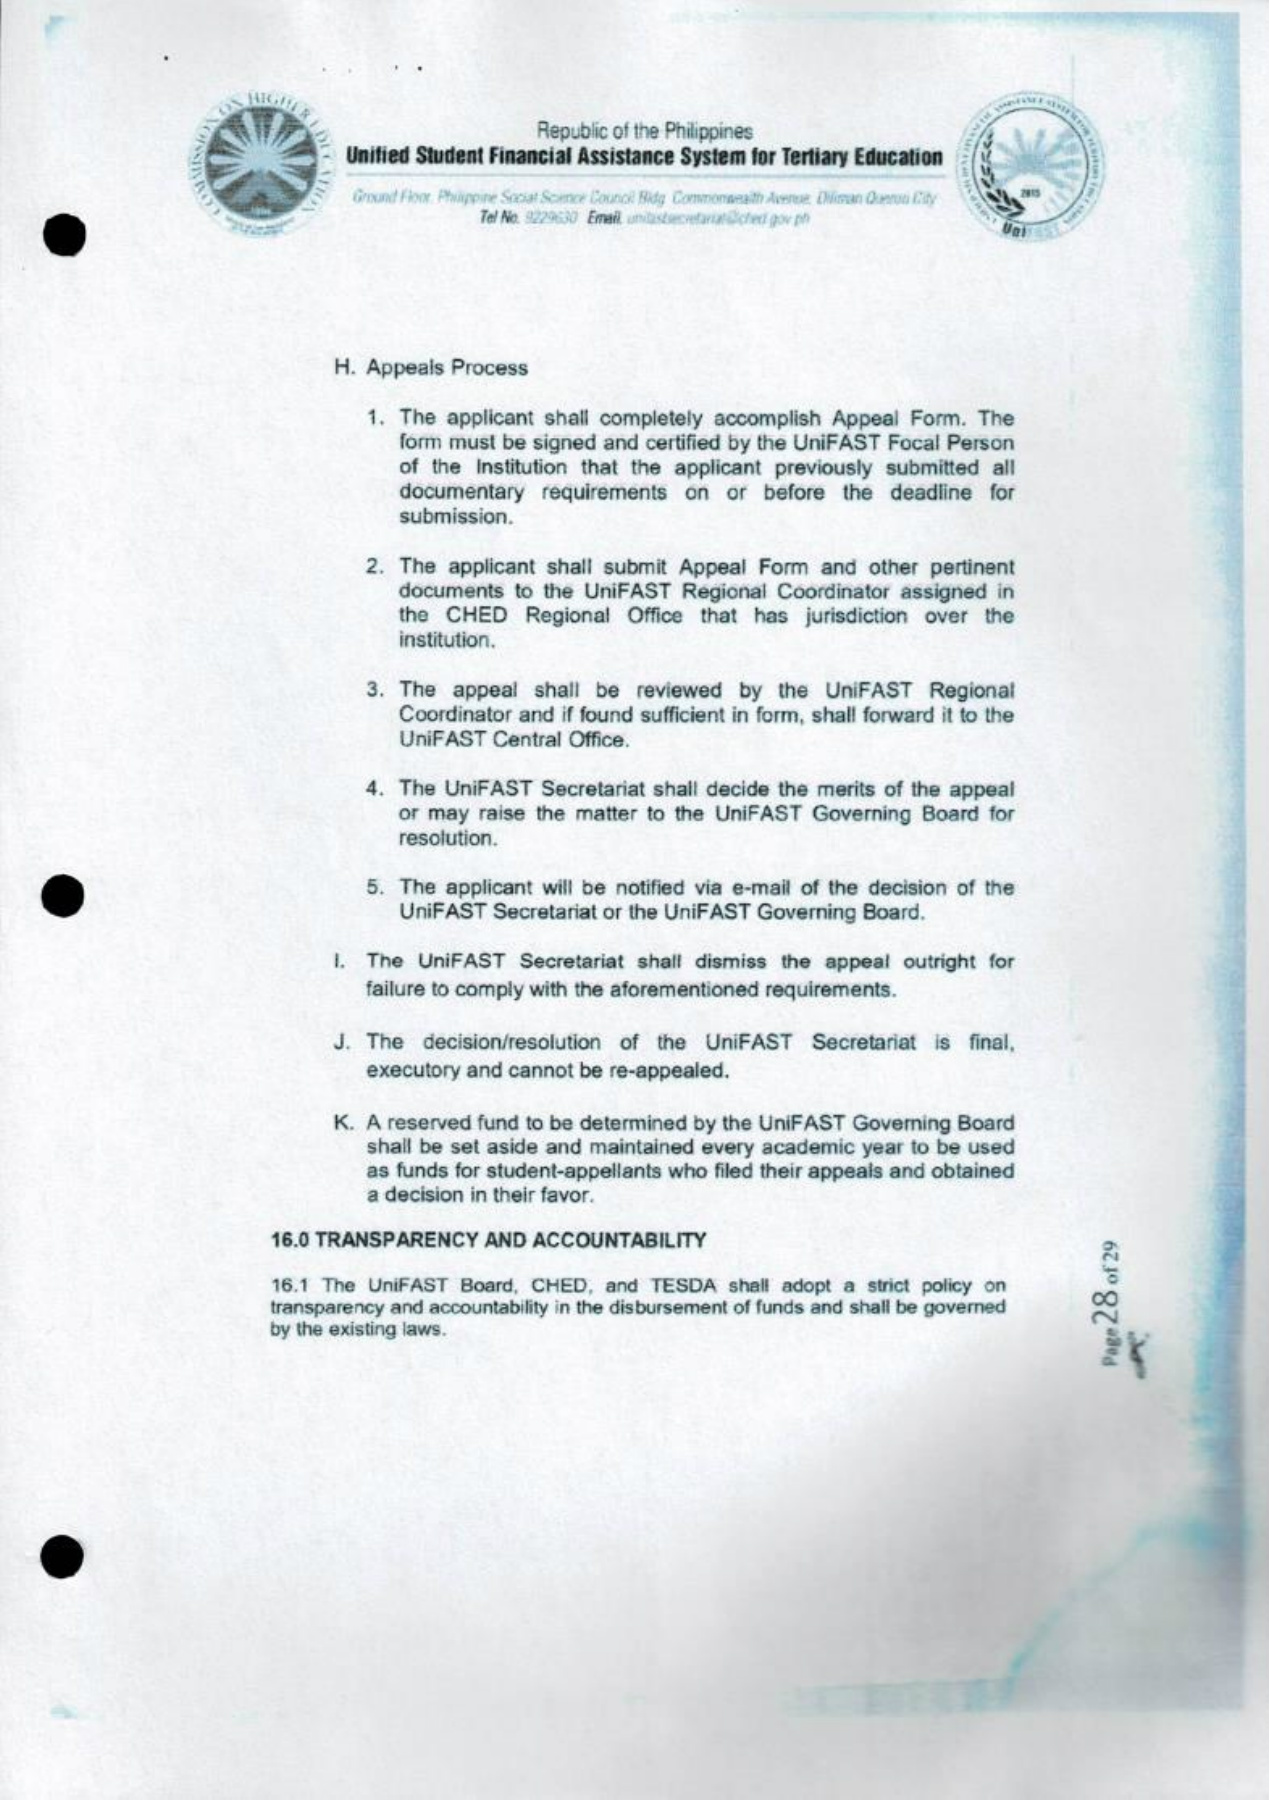 COMMISSION ON HIGHER EDUCATION
Republic of the Philippines
Unified Student Financial Assistance System for Tertiary Education
Ground Floor, Philippine Social Science Council Bldg. Commonwealth Avenue, Diliman Quezon City
Tel No. 9229630 Email. unifastsecretariat@ched.gov.ph
2015
UniFAST
H. Appeals Process
1. The applicant shall completely accomplish Appeal Form. The
form must be signed and certified by the UniFAST Focal Person
of the Institution that the applicant previously submitted all
documentary requirements on or before the deadline for
submission.
2. The applicant shall submit Appeal Form and other pertinent
documents to the UniFAST Regional Coordinator assigned in
the CHED Regional Office that has jurisdiction over the
institution.
3. The appeal shall be reviewed by the UniFAST Regional
Coordinator and if found sufficient in form, shall forward it to the
UniFAST Central Office.
4. The UniFAST Secretariat shall decide the merits of the appeal
or may raise the matter to the UniFAST Governing Board for
resolution.
5. The applicant will be notified via e-mail of the decision of the
UniFAST Secretariat or the UniFAST Governing Board.
I. The UniFAST Secretariat shall dismiss the appeal outright for
failure to comply with the aforementioned requirements.
J. The decision/resolution of the UniFAST Secretariat is final,
executory and cannot be re-appealed.
K. A reserved fund to be determined by the UniFAST Governing Board
shall be set aside and maintained every academic year to be used
as funds for student-appellants who filed their appeals and obtained
a decision in their favor.
16.0 TRANSPARENCY AND ACCOUNTABILITY
16.1 The UniFAST Board, CHED, and TESDA shall adopt a strict policy on
transparency and accountability in the disbursement of funds and shall be governed
by the existing laws.
Page 28 of 29